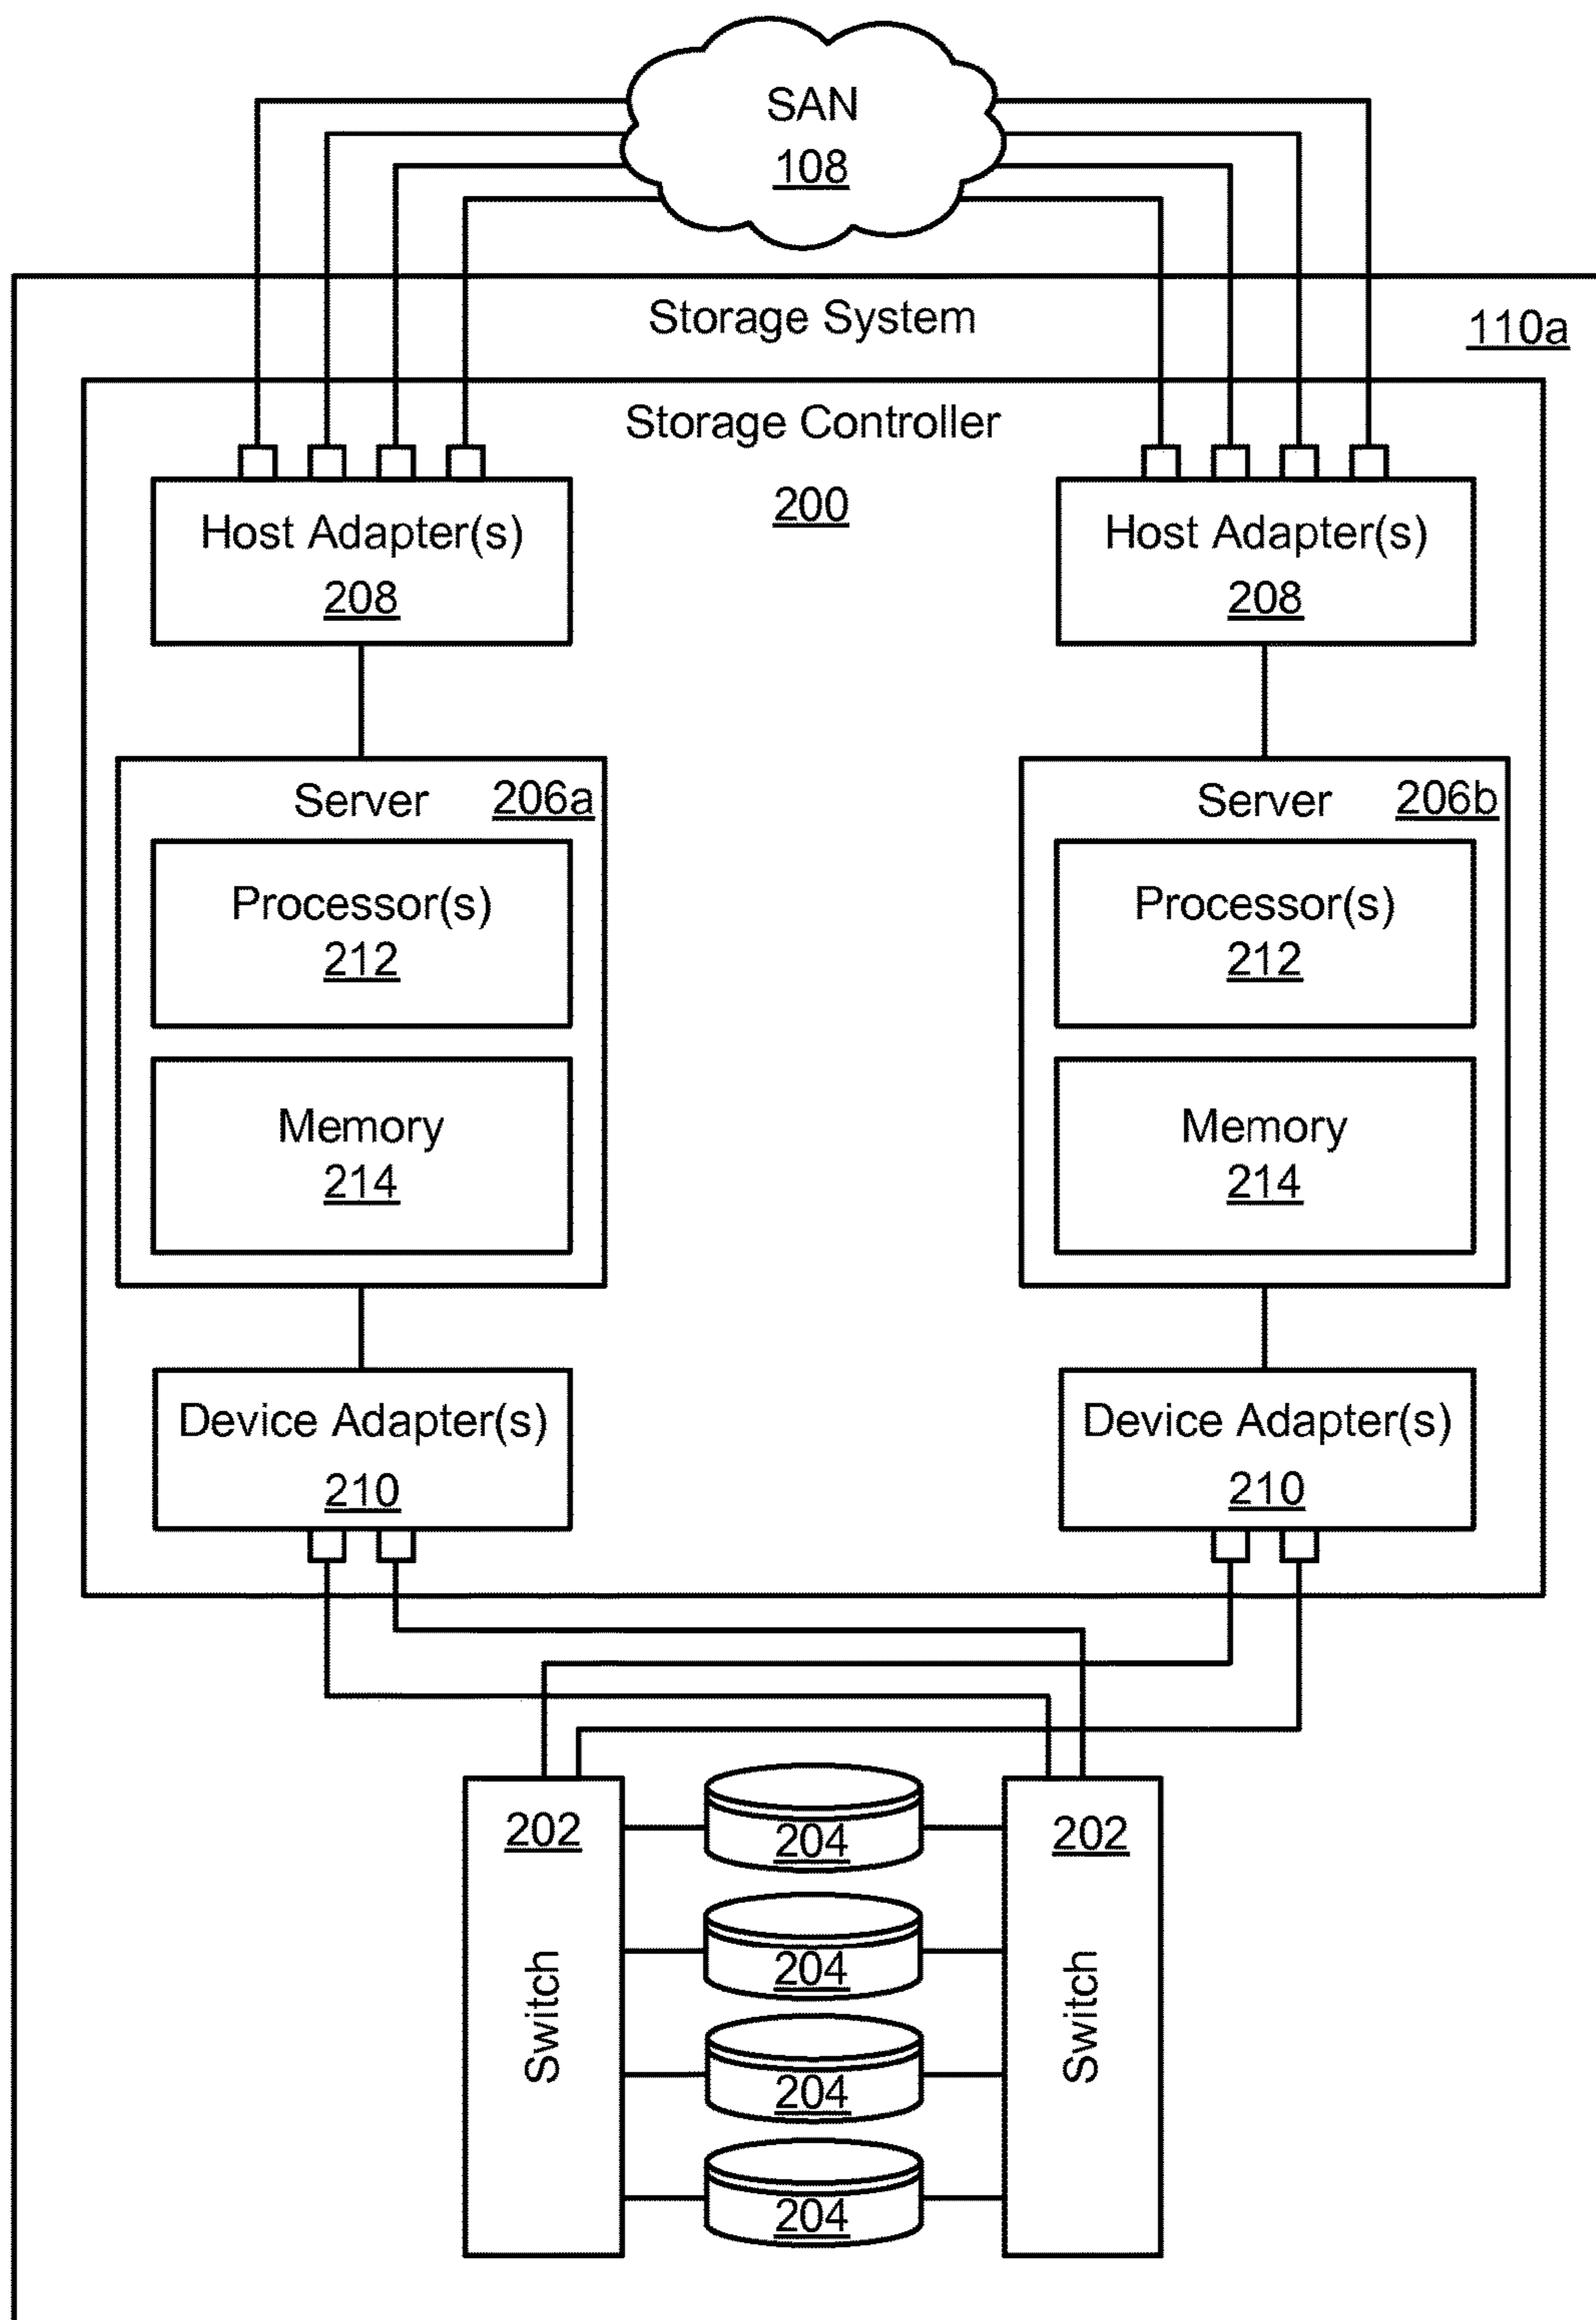 SAN
108
Storage System
110a
Storage Controller
200
Host Adapter(s)
208
Host Adapter(s)
208
Server
206a
Processor(s)
212
Memory
214
Server
206b
Processor(s)
212
Memory
214
Device Adapter(s)
210
Device Adapter(s)
210
202
Switch
204
204
204
204
202
Switch